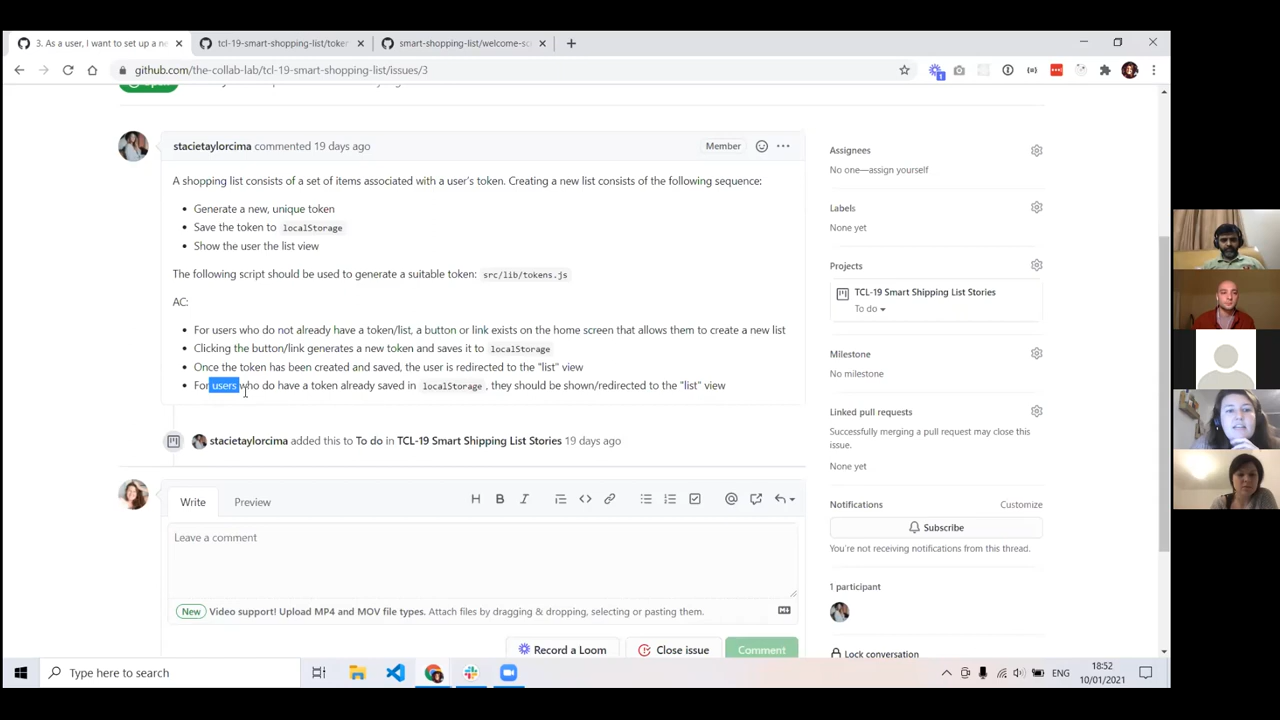 3. As a user, I want to set up a ne
tcl-19-smart-shopping-list/token
smart-shopping-list/welcome-sc
github.com/the-collab-lab/tcl-19-smart-shopping-list/issues/3
stacietaylorcima commented 19 days ago
Member
A shopping list consists of a set of items associated with a user's token. Creating a new list consists of the following sequence:
Generate a new, unique token
Save the token to localStorage
Show the user the list view
The following script should be used to generate a suitable token: src/lib/tokens.js
AC:
For users who do not already have a token/list, a button or link exists on the home screen that allows them to create a new list
Clicking the button/link generates a new token and saves it to localStorage
Once the token has been created and saved, the user is redirected to the "list" view
For users who do have a token already saved in localStorage, they should be shown/redirected to the "list" view
stacietaylorcima added this to To do in TCL-19 Smart Shipping List Stories 19 days ago
Write
Preview
Leave a comment
New Video support! Upload MP4 and MOV file types. Attach files by dragging & dropping, selecting or pasting them.
Record a Loom
Close issue
Comment
Assignees
No one—assign yourself
Labels
None yet
Projects
TCL-19 Smart Shipping List Stories
To do
Milestone
No milestone
Linked pull requests
Successfully merging a pull request may close this
issue.
None yet
Notifications
Customize
Subscribe
You're not receiving notifications from this thread.
1 participant
Lock conversation
Type here to search
ENG
18:52
10/01/2021